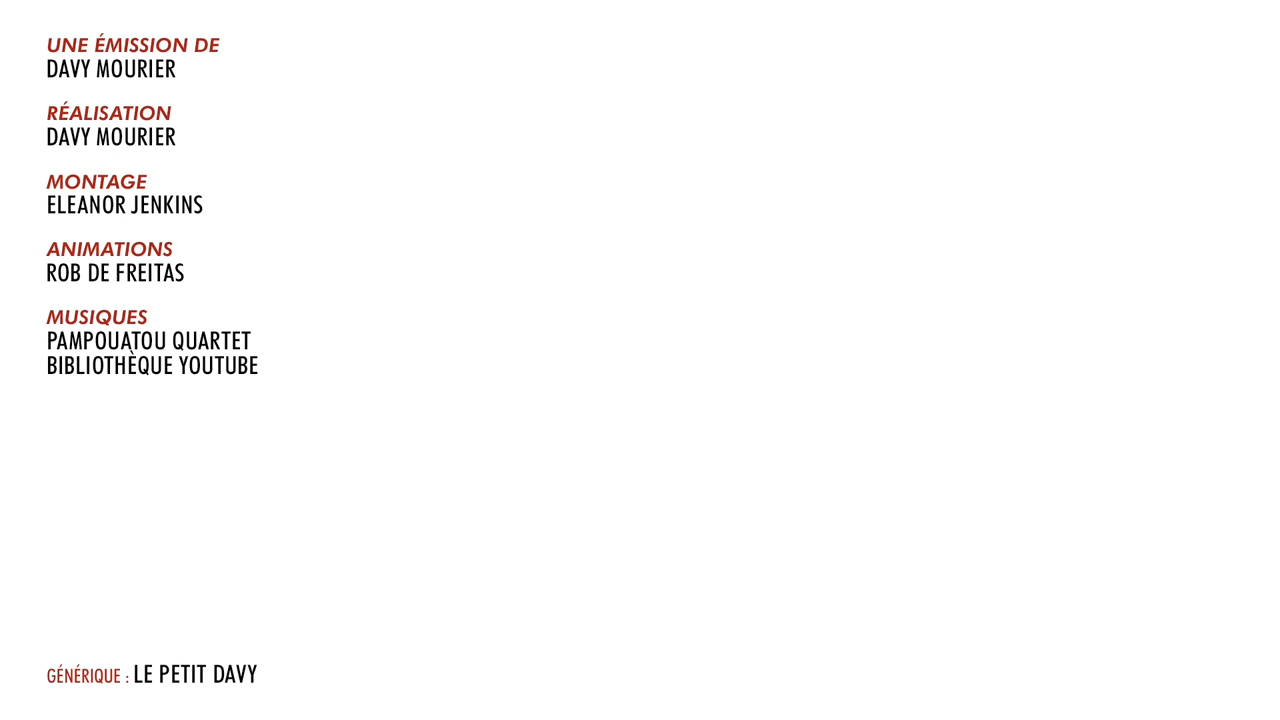 UNE ÉMISSION DE
DAVY MOURIER
RÉALISATION
DAVY MOURIER
MONTAGE
ELEANOR JENKINS
ANIMATIONS
ROB DE FREITAS
MUSIQUES
PAMPOUATOU QUARTET
BIBLIOTHÈQUE YOUTUBE
GÉNÉRIQUE : LE PETIT DAVY